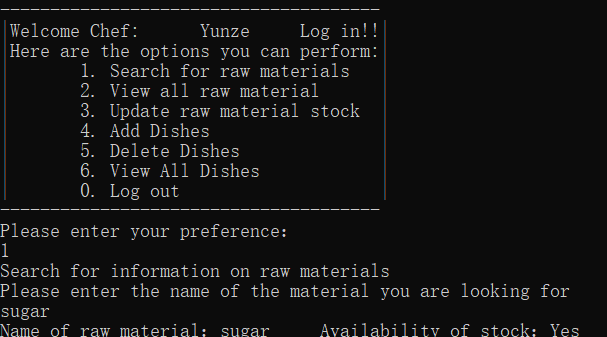 Welcome Chef: Yunze Log in!!
Here are the options you can perform:
1. Search for raw materials
2. View all raw material
3. Update raw material stock
4. Add Dishes
5. Delete Dishes
6. View All Dishes
0. Log out
Please enter your preference:
1
Search for information on raw materials
Please enter the name of the material you are looking for
sugar
Name of raw material: sugar Availability of stock: Yes